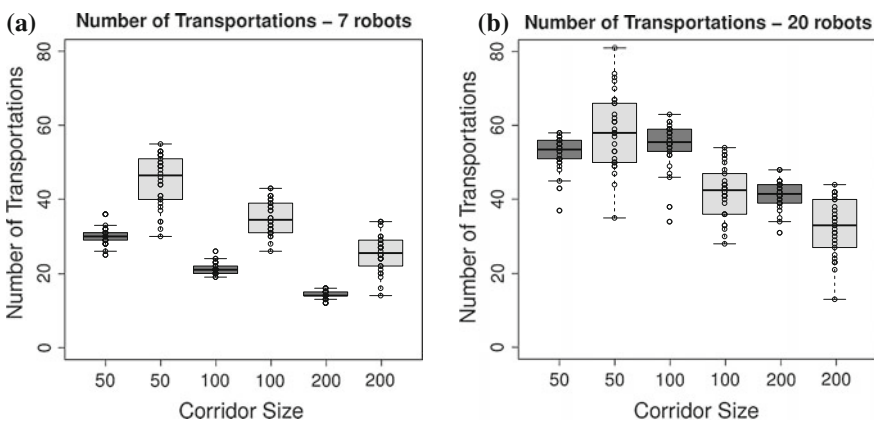 (a)
Number of Transportations – 7 robots
Number of Transportations
80
60
40
20
0
50 50 100 100 200 200
Corridor Size
(b)
Number of Transportations – 20 robots
Number of Transportations
80
60
40
20
0
50 50 100 100 200 200
Corridor Size